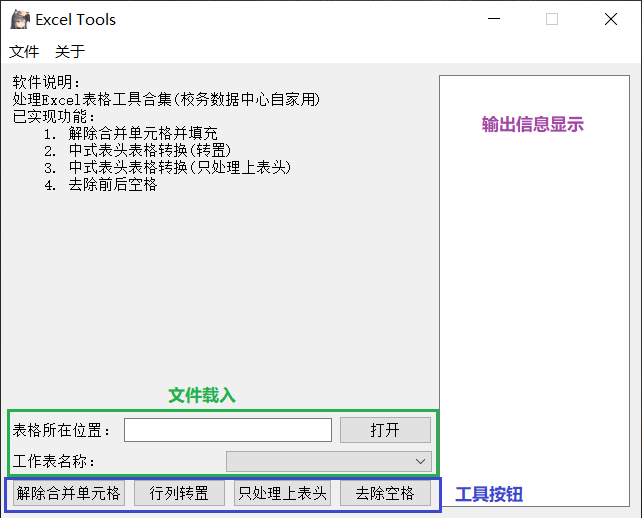 Excel Tools
文件 关于
软件说明:
处理Excel表格工具合集(校务数据中心自家用)
已实现功能:
1. 解除合并单元格并填充
2. 中式表头表格转换(转置)
3. 中式表头表格转换(只处理上表头)
4. 去除前后空格
输出信息显示
文件载入
表格所在位置: 打开
工作表名称:
解除合并单元格 行列转置 只处理上表头 去除空格
工具按钮